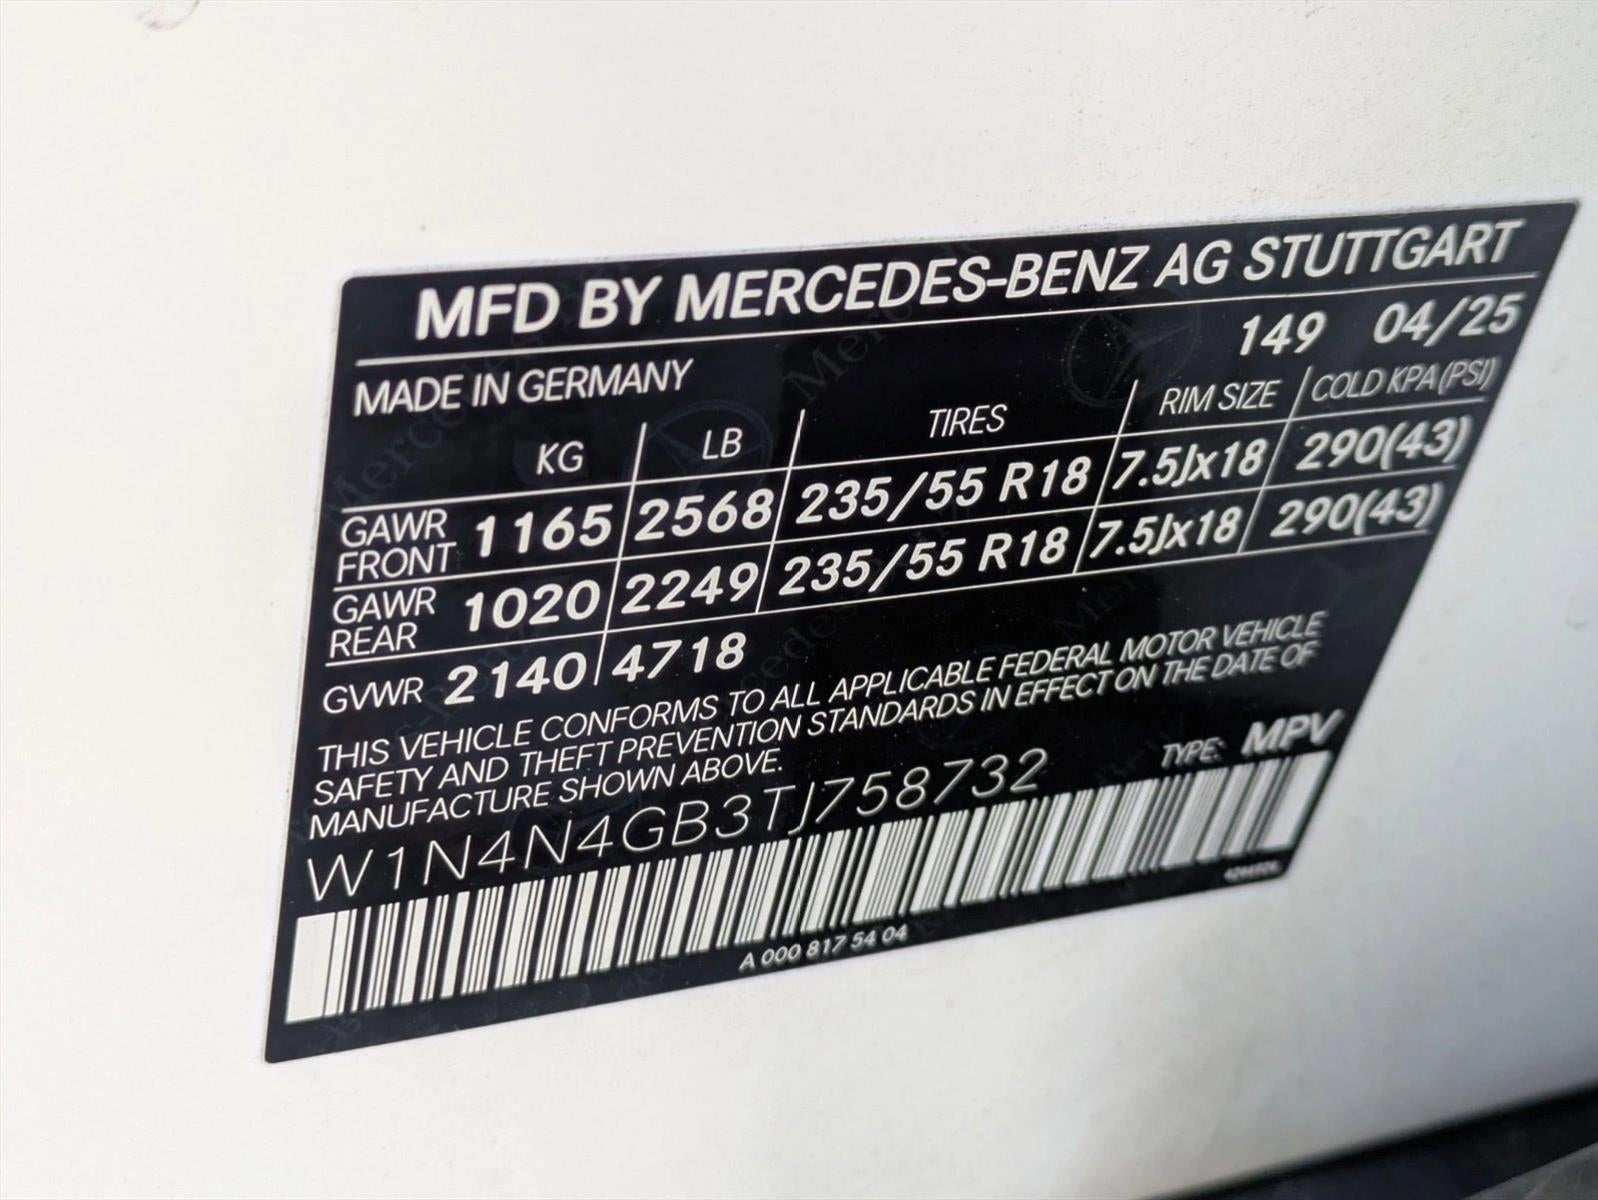 MFD BY MERCEDES-BENZ AG STUTTGART
MADE IN GERMANY 149 04/25
KG LB TIRES RIM SIZE COLD KPA(PSI)
GAWR FRONT 1165 2568 235/55 R18 7.5Jx18 290(43)
GAWR REAR 1020 2249 235/55 R18 7.5Jx18 290(43)
GVWR 2140 4718
THIS VEHICLE CONFORMS TO ALL APPLICABLE FEDERAL MOTOR VEHICLE
SAFETY AND THEFT PREVENTION STANDARDS IN EFFECT ON THE DATE OF
MANUFACTURE SHOWN ABOVE.
W1N4N4GB3TJ758732 TYPE: MPV
A 000 817 54 04